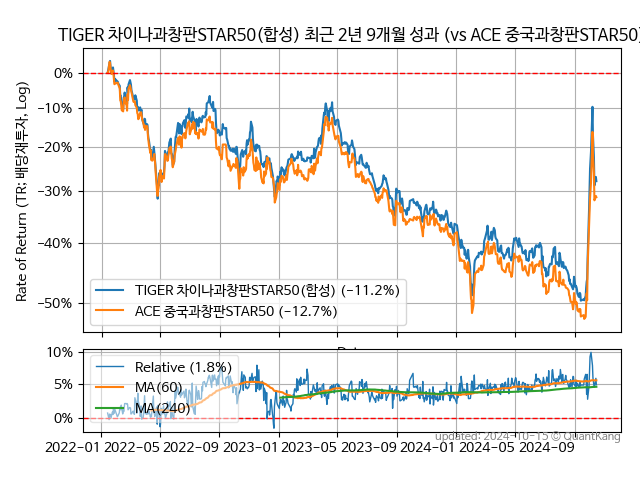 TIGER 차이나과창판STAR50(합성) 최근 2년 9개월 성과 (vs ACE 중국과창판STAR50)
Rate of Return (TR: 배당재투자, Log)
0%
−10%
−20%
−30%
−40%
−50%
TIGER 차이나과창판STAR50(합성) (−11.2%)
ACE 중국과창판STAR50 (−12.7%)
10%
5%
0%
Relative (1.8%)
MA(60)
MA(240)
2022−01 2022−05 2022−09 2023−01 2023−05 2023−09 2024−01 2024−05 2024−09
updated: 2024−10−15 © QuantKang